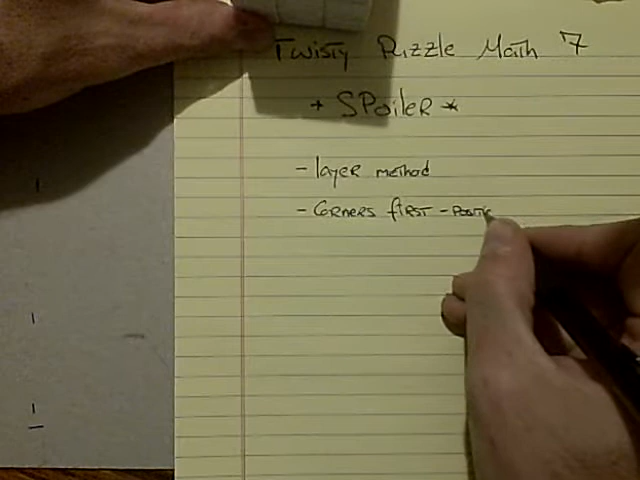 Twisty Puzzle Math 7
* SPoileR *
- layer method
- CoRNeRS fIRST -